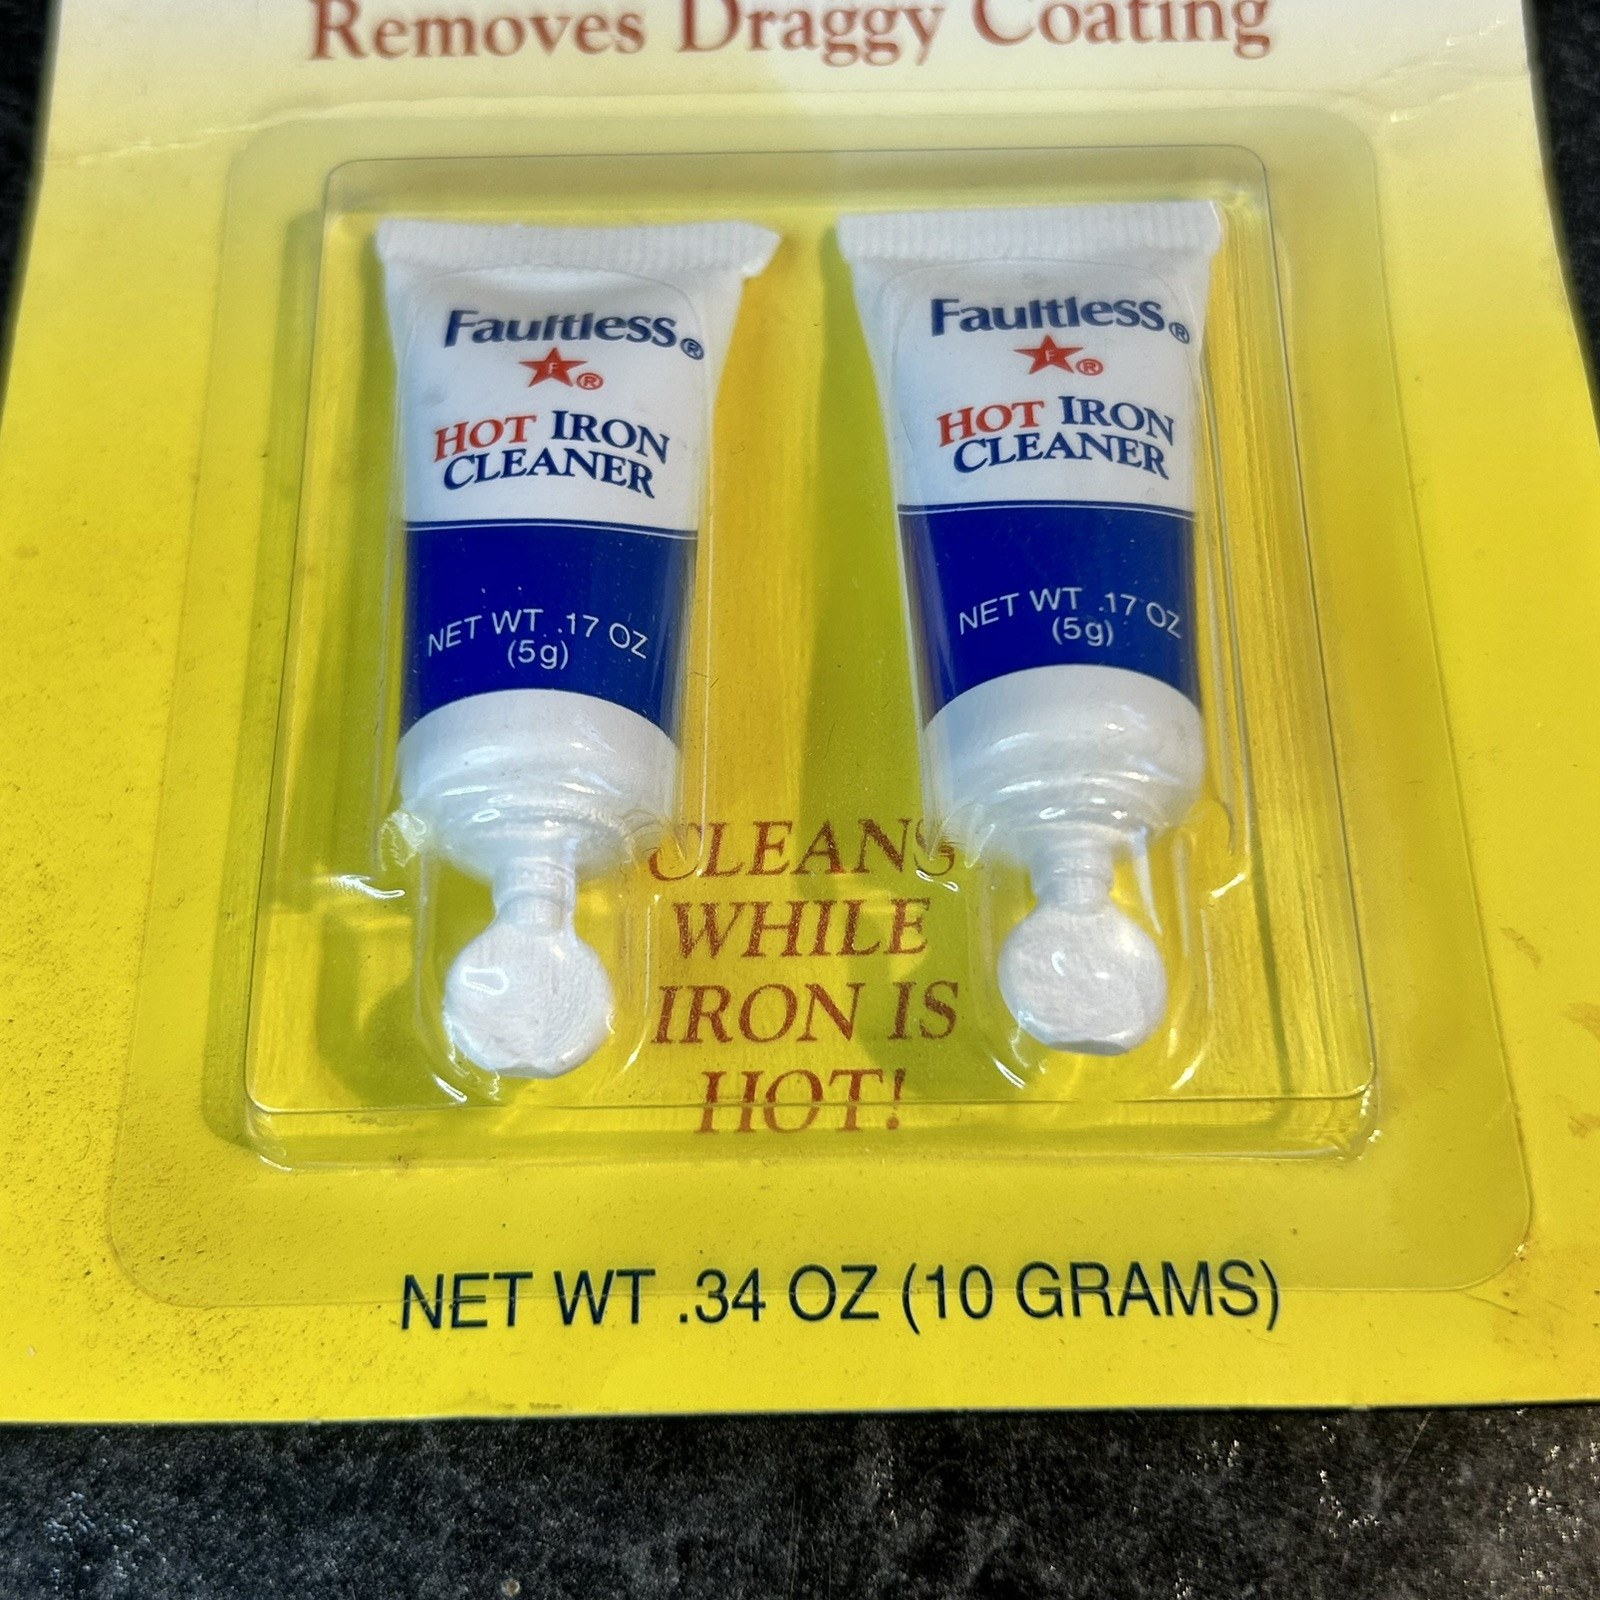 Removes Draggy Coating
Faultless®
F®
HOT IRON
CLEANER
NET WT .17 OZ
(5g)
Faultless®
F®
HOT IRON
CLEANER
NET WT .17 OZ
(5g)
CLEANS
WHILE
IRON IS
HOT!
NET WT .34 OZ (10 GRAMS)